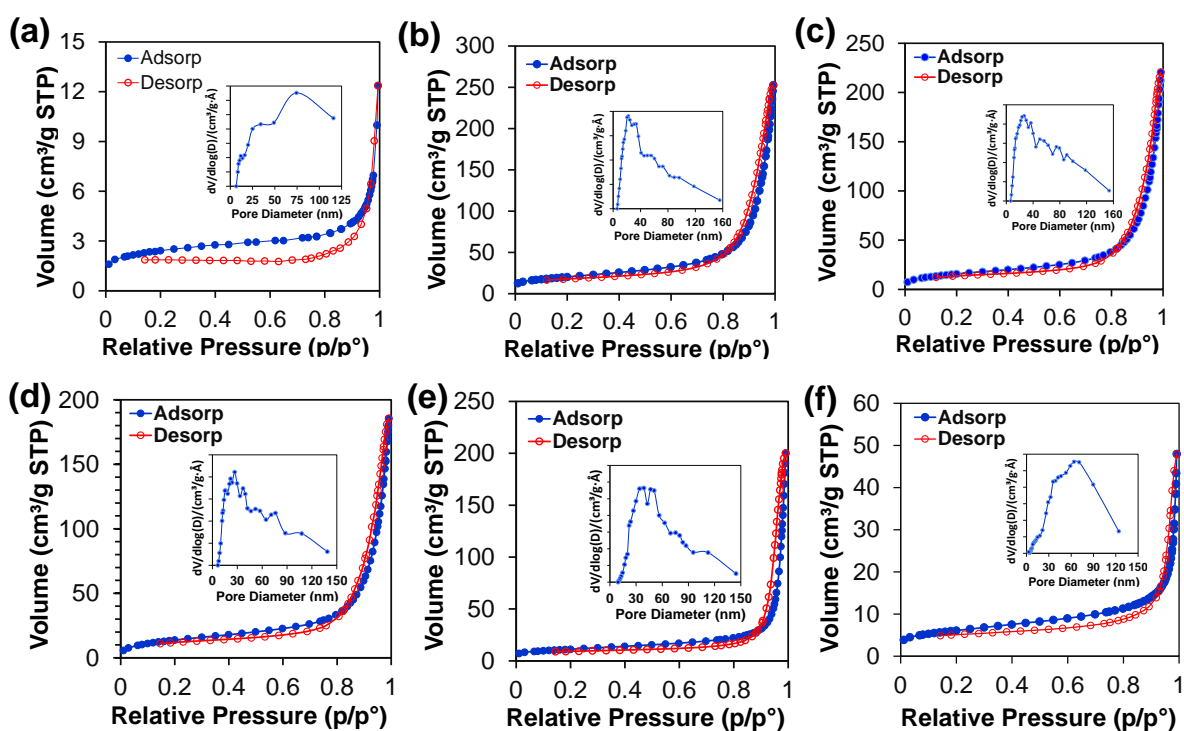 (a)
15
12
9
6
3
0
Volume (cm³/g STP)
Adsorp
Desorp
dV/dlog(D)/(cm³/g·Å)
0 25 50 75 100 125
Pore Diameter (nm)
0 0.2 0.4 0.6 0.8 1
Relative Pressure (p/p°)
(b)
300
250
200
150
100
50
0
Volume (cm³/g STP)
Adsorp
Desorp
dV/dlog(D)/(cm³/g·Å)
0 40 80 120 160
Pore Diameter (nm)
0 0.2 0.4 0.6 0.8 1
Relative Pressure (p/p°)
(c)
250
200
150
100
50
0
Volume (cm³/g STP)
Adsorp
Desorp
dV/dlog(D)/(cm³/g·Å)
0 40 80 120 160
Pore Diameter (nm)
0 0.2 0.4 0.6 0.8 1
Relative Pressure (p/p°)
(d)
200
150
100
50
0
Volume (cm³/g STP)
Adsorp
Desorp
dV/dlog(D)/(cm³/g·Å)
0 30 60 90 120 150
Pore Diameter (nm)
0 0.2 0.4 0.6 0.8 1
Relative Pressure (p/p°)
(e)
250
200
150
100
50
0
Volume (cm³/g STP)
Adsorp
Desorp
dV/dlog(D)/(cm³/g·Å)
0 30 60 90 120 150
Pore Diameter (nm)
0 0.2 0.4 0.6 0.8 1
Relative Pressure (p/p°)
(f)
60
50
40
30
20
10
0
Volume (cm³/g STP)
Adsorp
Desorp
dV/dlog(D)/(cm³/g·Å)
0 30 60 90 120 150
Pore Diameter (nm)
0 0.2 0.4 0.6 0.8 1
Relative Pressure (p/p°)